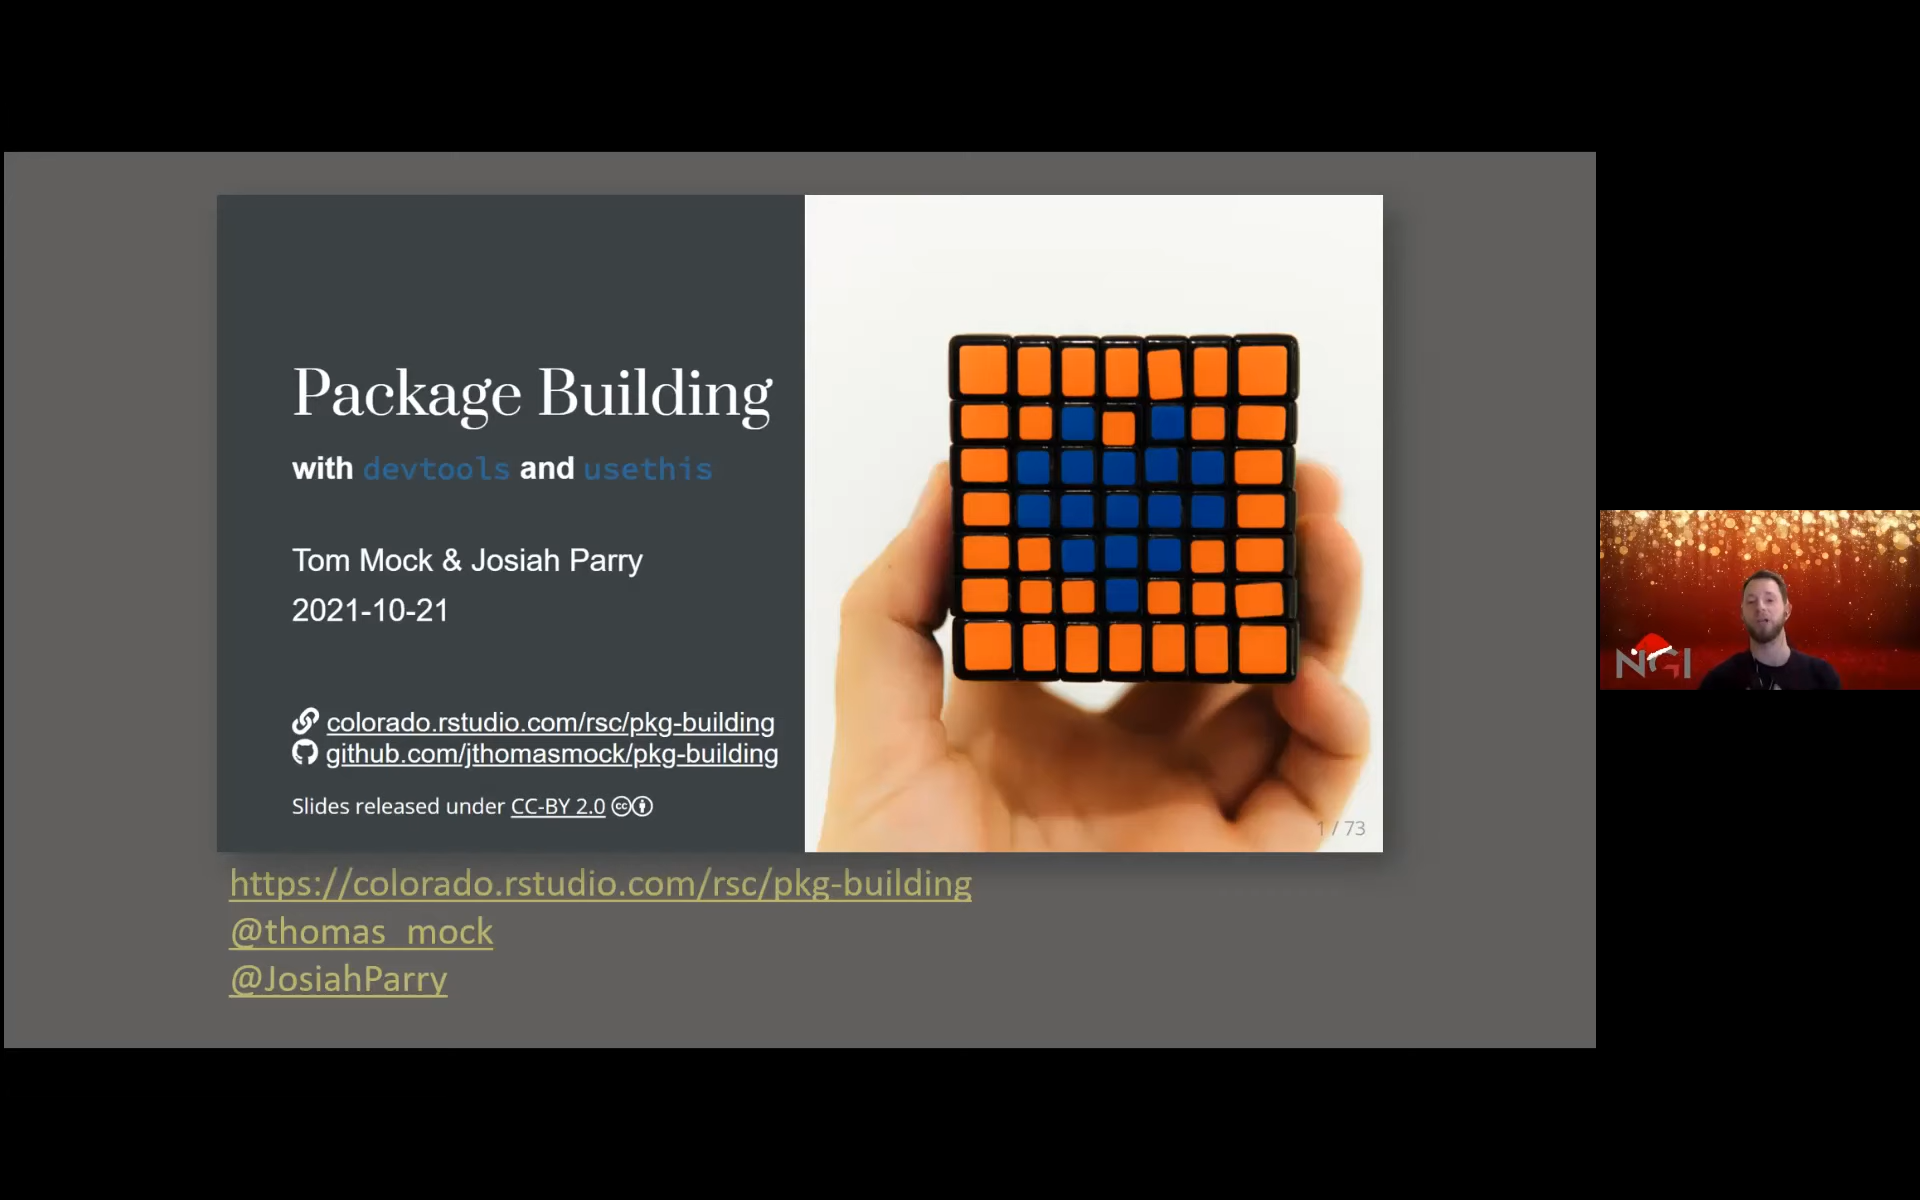 Package Building
with devtools and usethis
Tom Mock & Josiah Parry
2021-10-21
colorado.rstudio.com/rsc/pkg-building
github.com/jthomasmock/pkg-building
Slides released under CC-BY 2.0
1 / 73
https://colorado.rstudio.com/rsc/pkg-building
@thomas_mock
@JosiahParry
NGI